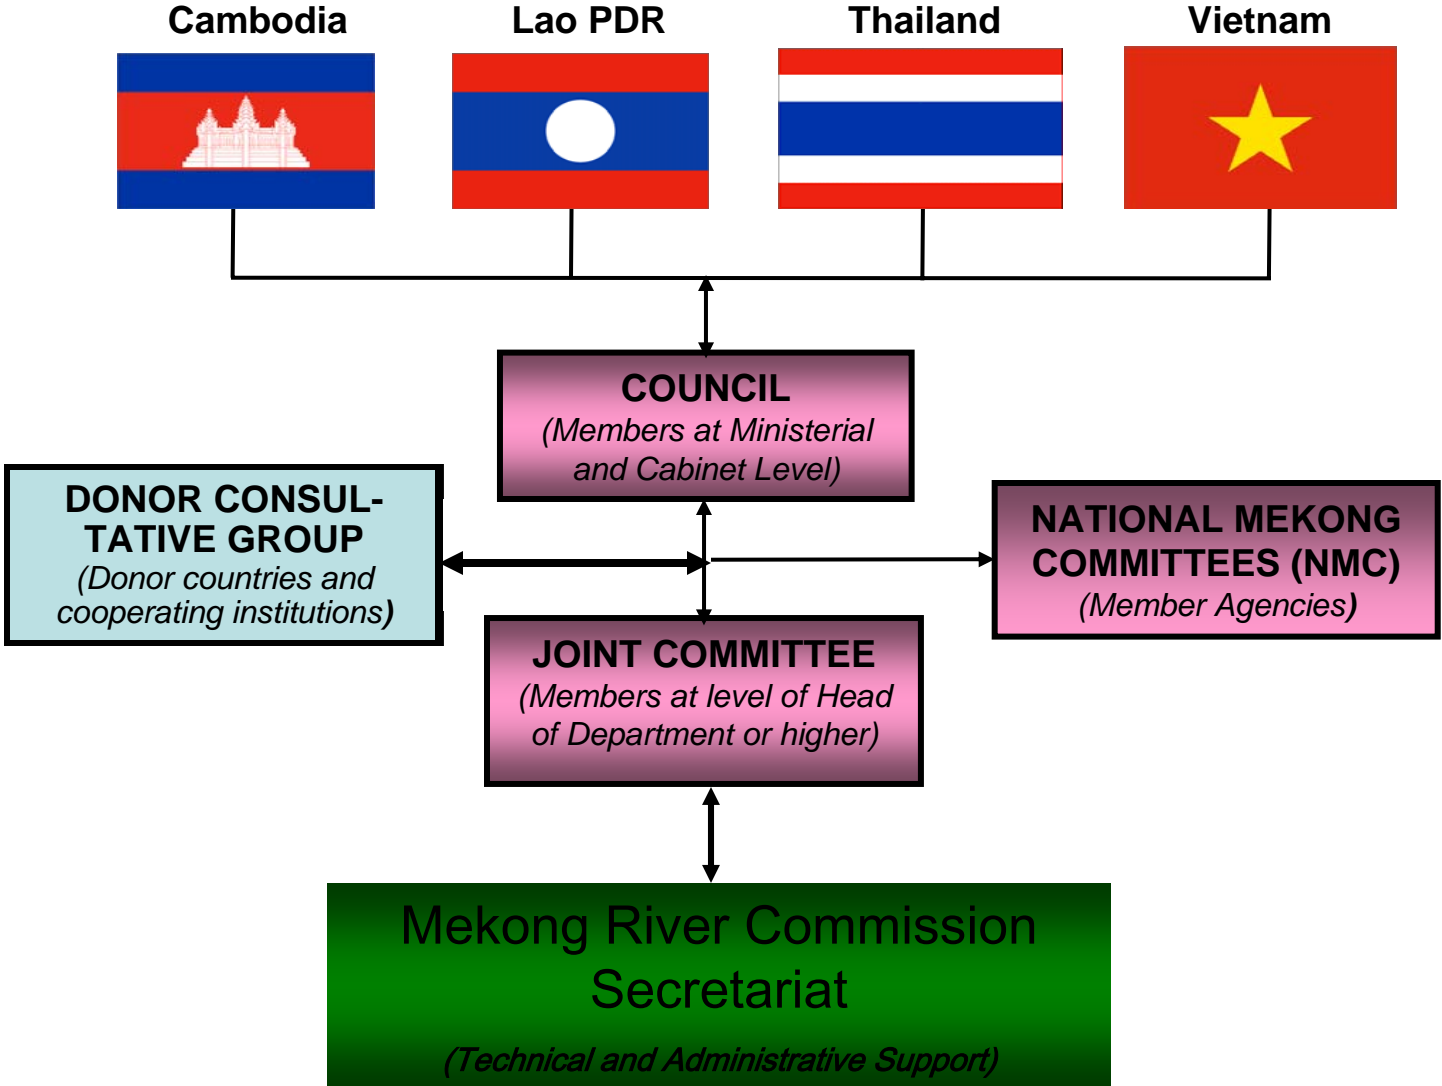 Cambodia
Lao PDR
Thailand
Vietnam
COUNCIL
(Members at Ministerial
and Cabinet Level)
DONOR CONSUL-
TATIVE GROUP
(Donor countries and
cooperating institutions)
NATIONAL MEKONG
COMMITTEES (NMC)
(Member Agencies)
JOINT COMMITTEE
(Members at level of Head
of Department or higher)
Mekong River Commission
Secretariat
(Technical and Administrative Support)